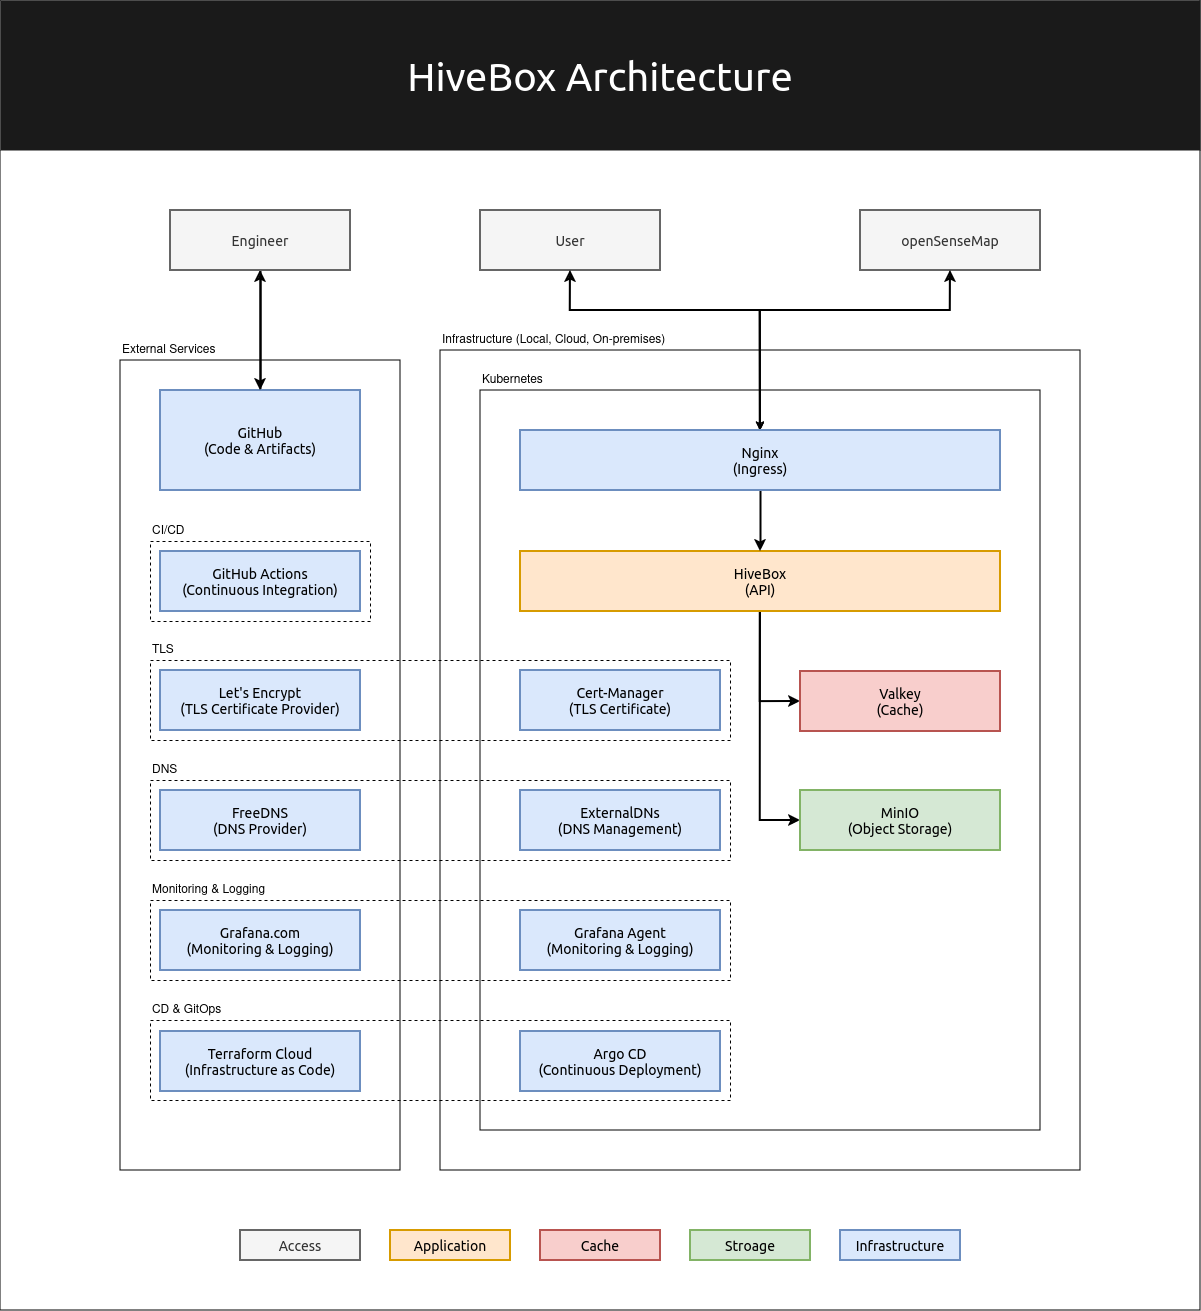 HiveBox Architecture
Engineer
User
openSenseMap
External Services
Infrastructure (Local, Cloud, On-premises)
Kubernetes
GitHub
(Code & Artifacts)
Nginx
(Ingress)
CI/CD
GitHub Actions
(Continuous Integration)
HiveBox
(API)
TLS
Let's Encrypt
(TLS Certificate Provider)
Cert-Manager
(TLS Certificate)
Valkey
(Cache)
DNS
FreeDNS
(DNS Provider)
ExternalDNs
(DNS Management)
MinIO
(Object Storage)
Monitoring & Logging
Grafana.com
(Monitoring & Logging)
Grafana Agent
(Monitoring & Logging)
CD & GitOps
Terraform Cloud
(Infrastructure as Code)
Argo CD
(Continuous Deployment)
Access
Application
Cache
Stroage
Infrastructure